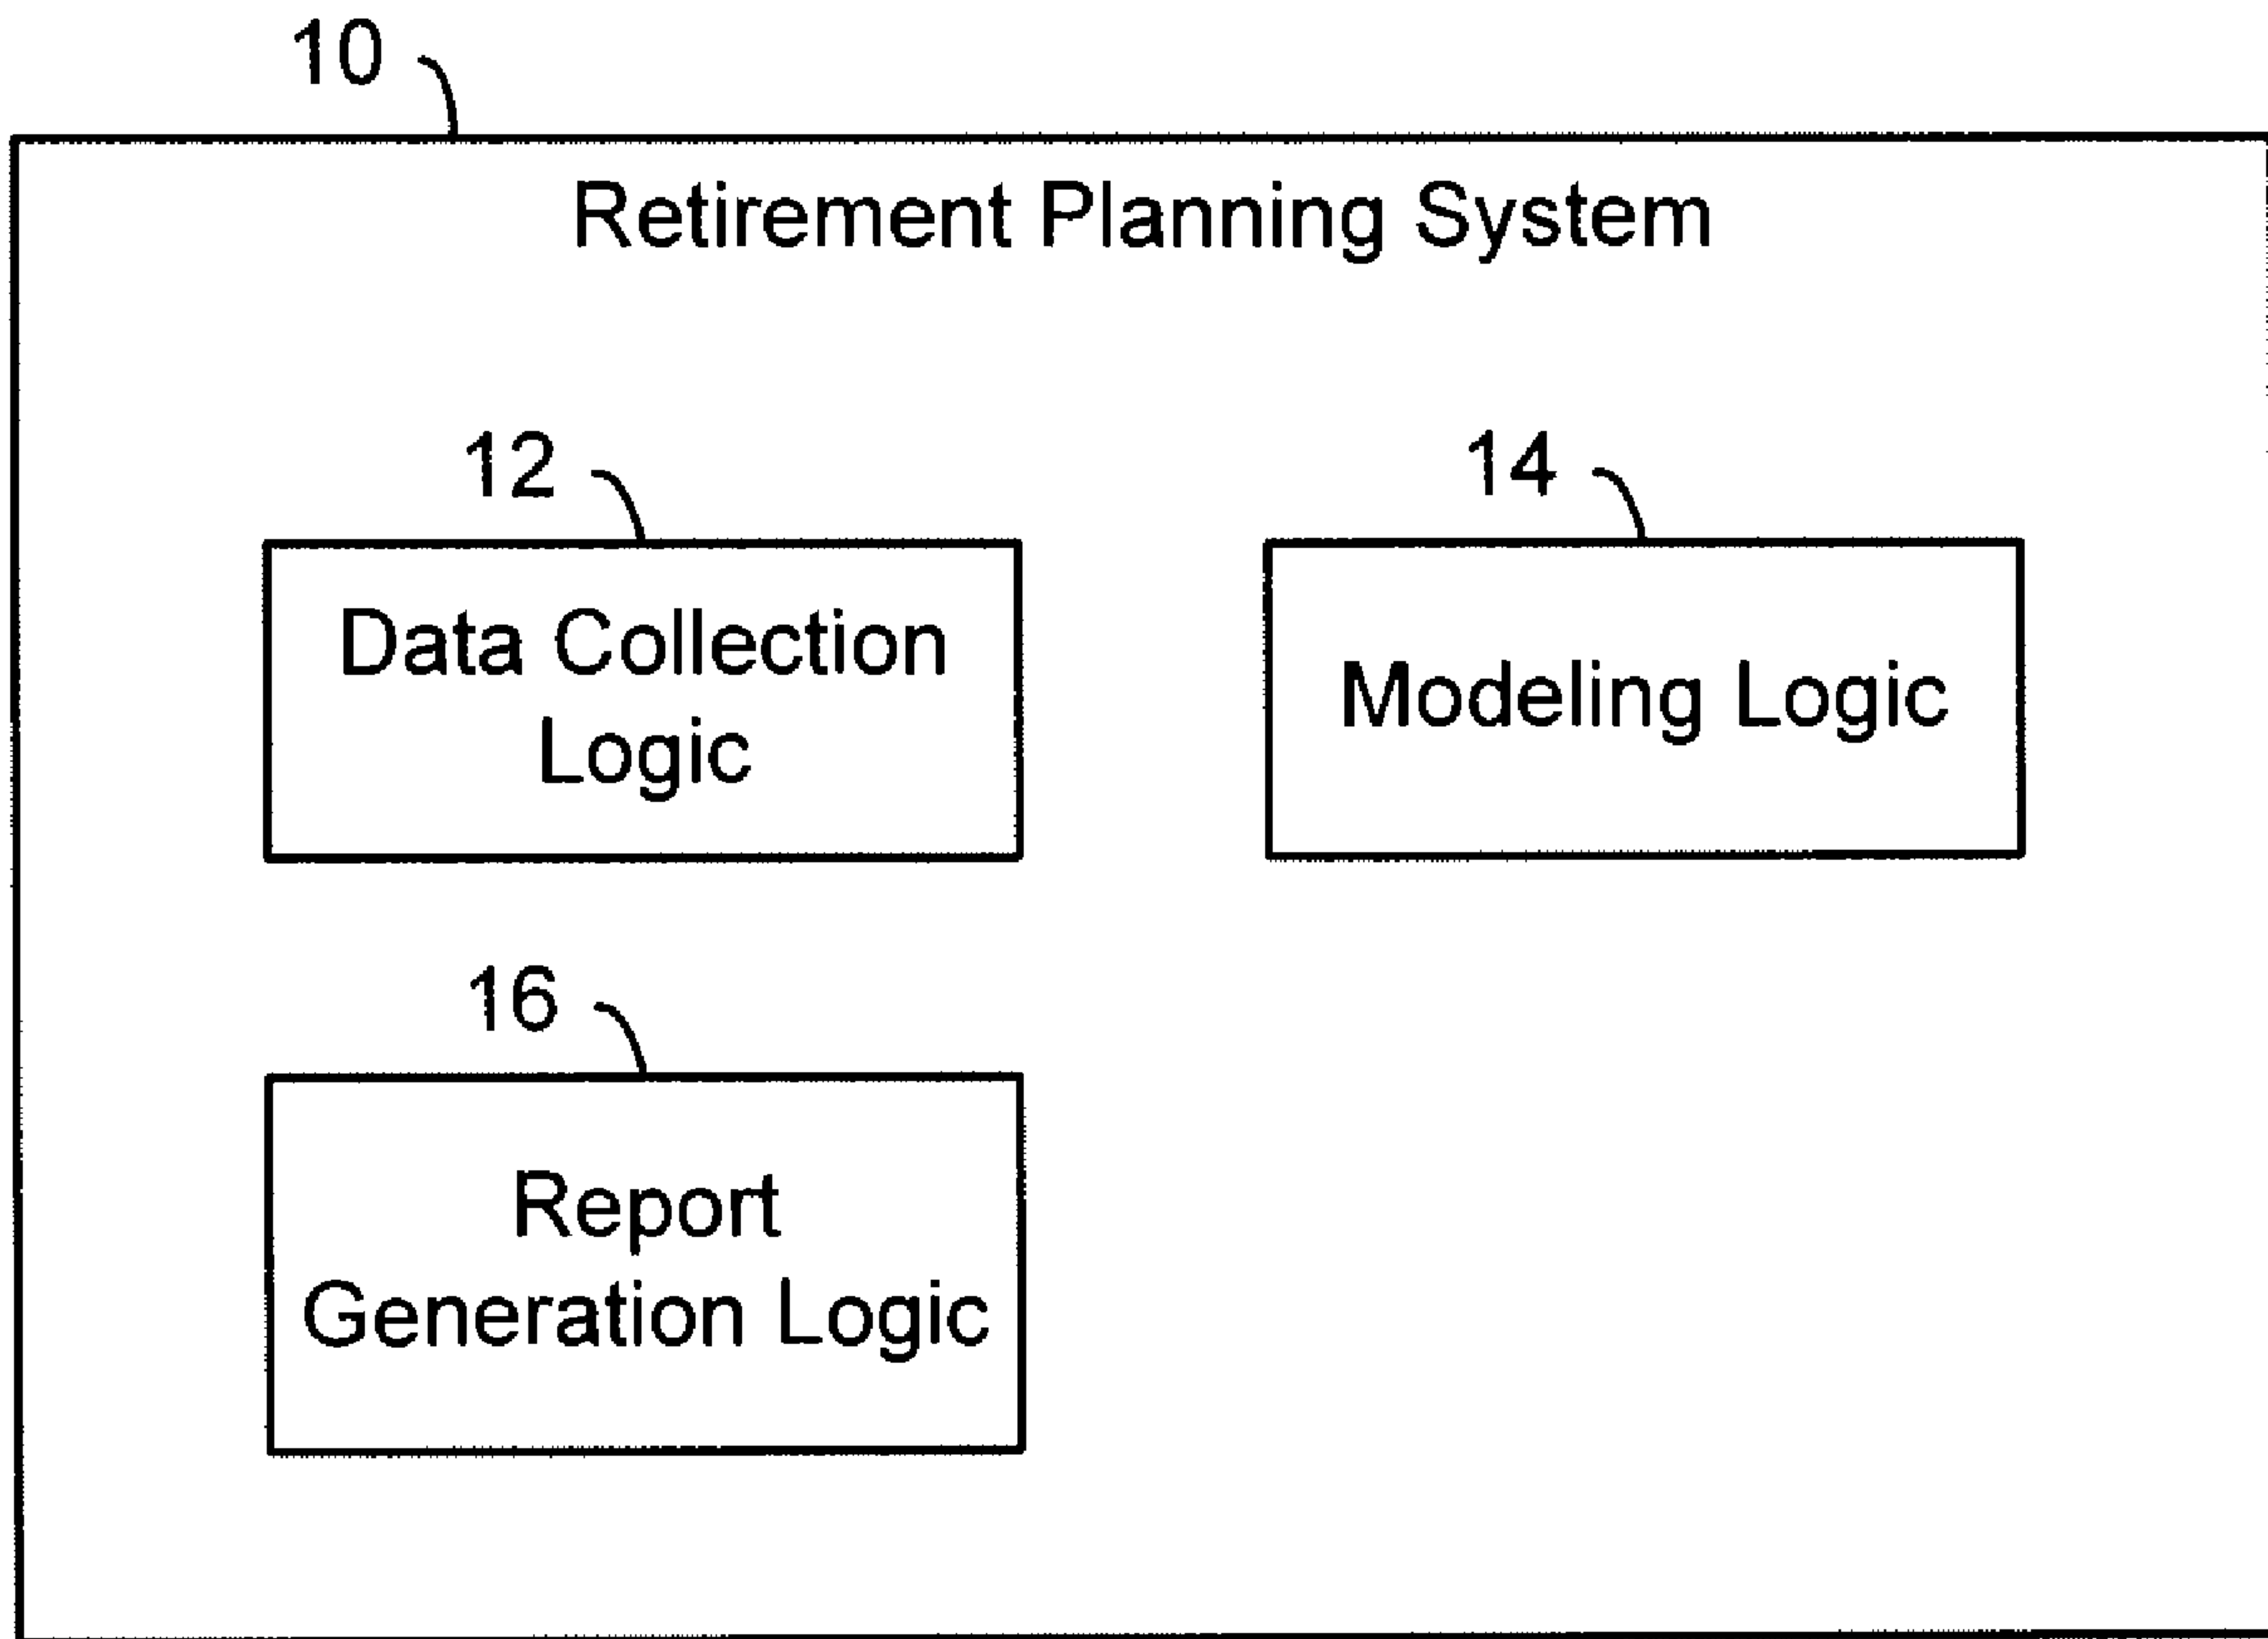 10
Retirement Planning System
12
14
Data Collection
Logic
Modeling Logic
16
Report
Generation Logic